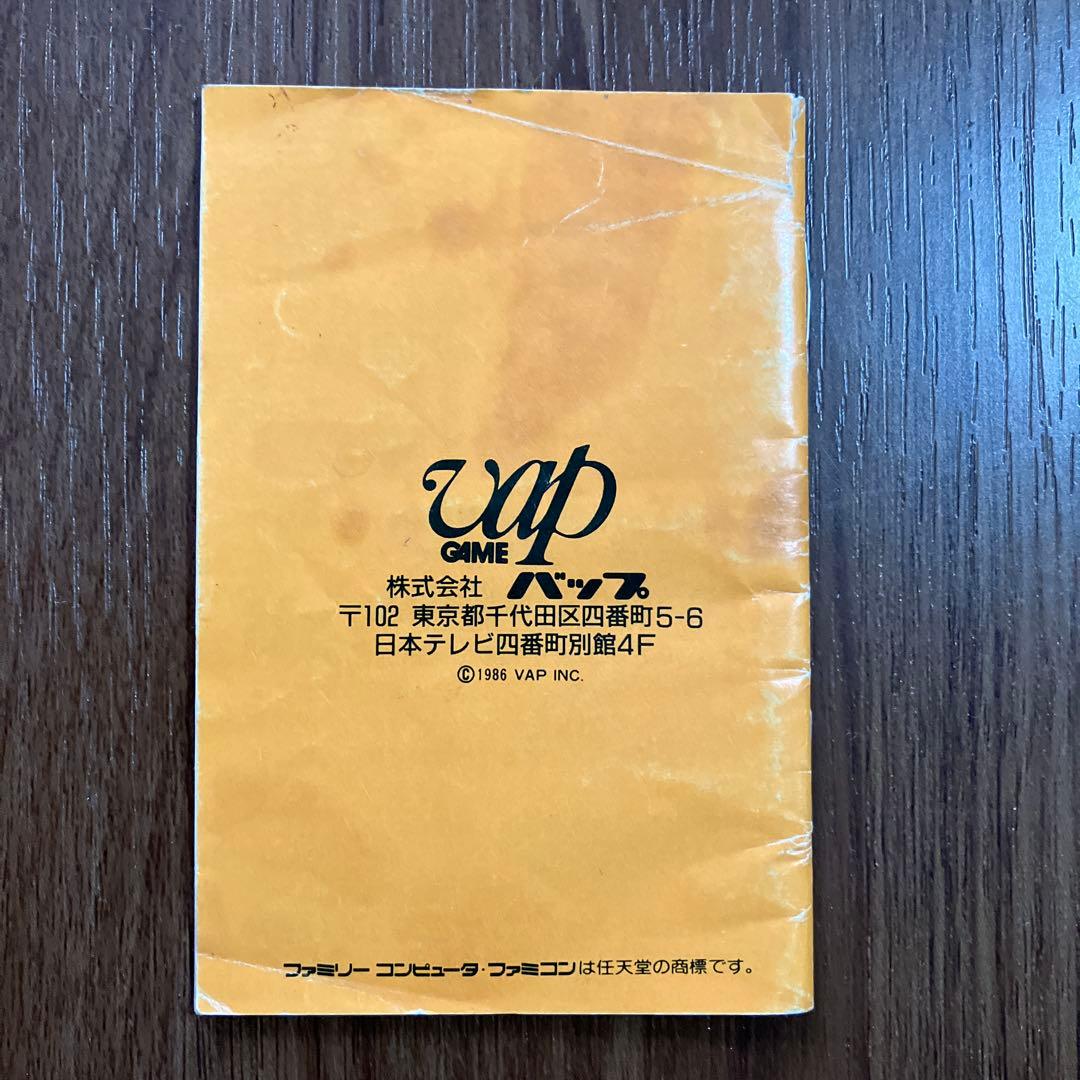 vap
GAME
株式会社 バップ
〒102 東京都千代田区四番町5-6
日本テレビ四番町別館4F
©1986 VAP INC.
ファミリー コンピュータ・ファミコンは任天堂の商標です。